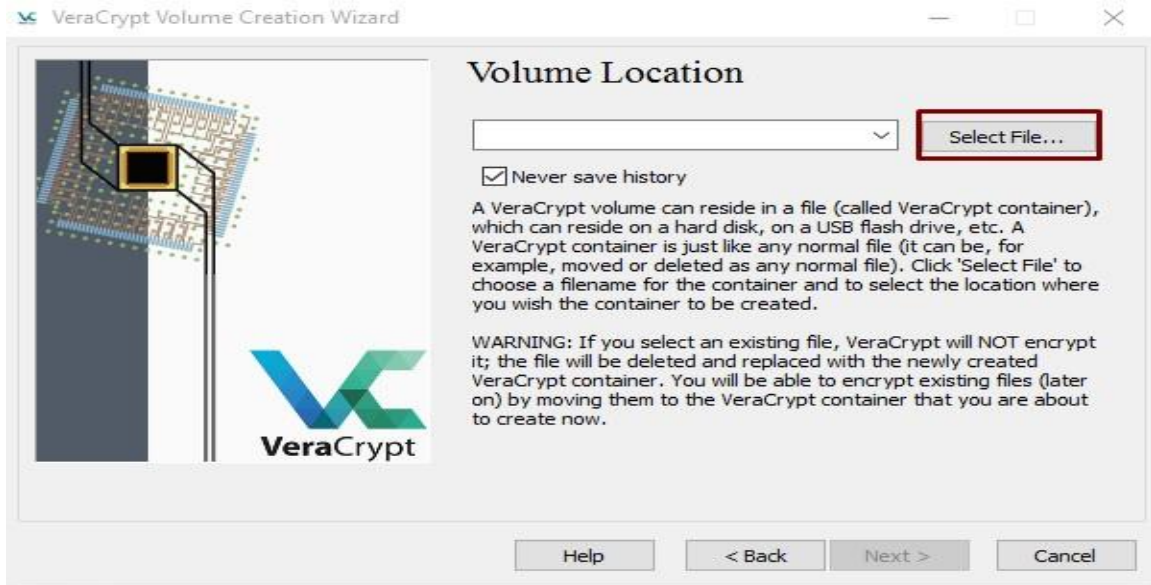 VeraCrypt Volume Creation Wizard
Volume Location
Select File...
Never save history
A VeraCrypt volume can reside in a file (called VeraCrypt container),
which can reside on a hard disk, on a USB flash drive, etc. A
VeraCrypt container is just like any normal file (it can be, for
example, moved or deleted as any normal file). Click 'Select File' to
choose a filename for the container and to select the location where
you wish the container to be created.
WARNING: If you select an existing file, VeraCrypt will NOT encrypt
it; the file will be deleted and replaced with the newly created
VeraCrypt container. You will be able to encrypt existing files (later
on) by moving them to the VeraCrypt container that you are about
to create now.
VeraCrypt
Help
< Back
Next >
Cancel